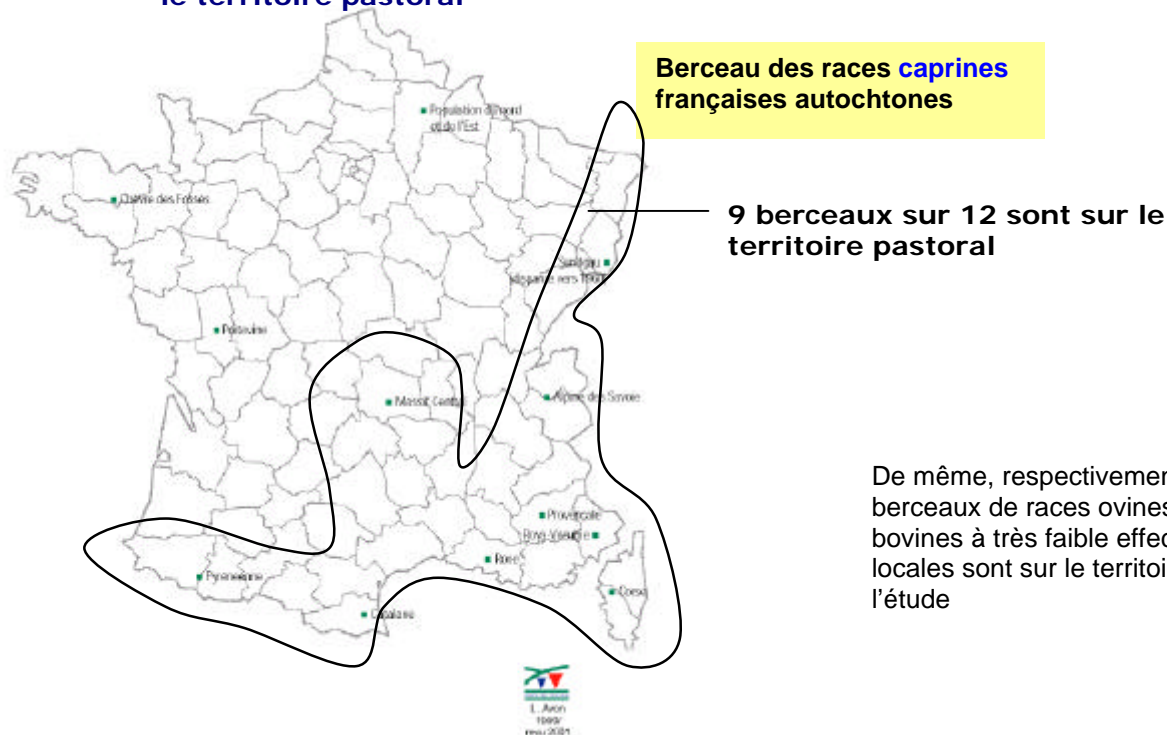 le territoire pastoral
Berceau des races caprines
françaises autochtones
Population du Nord
et de l'Est
Chèvre des Fossés
9 berceaux sur 12 sont sur le
territoire pastoral
Sundgau
Poitevine
Massif Central
Alpine des Savoie
De même, respectivemen
berceaux de races ovines
bovines à très faible effec
locales sont sur le territoi
l'étude
Provençale
Rove
Pyrénéenne
Corse
Catalane
L. Avon
1999/
revu 2001